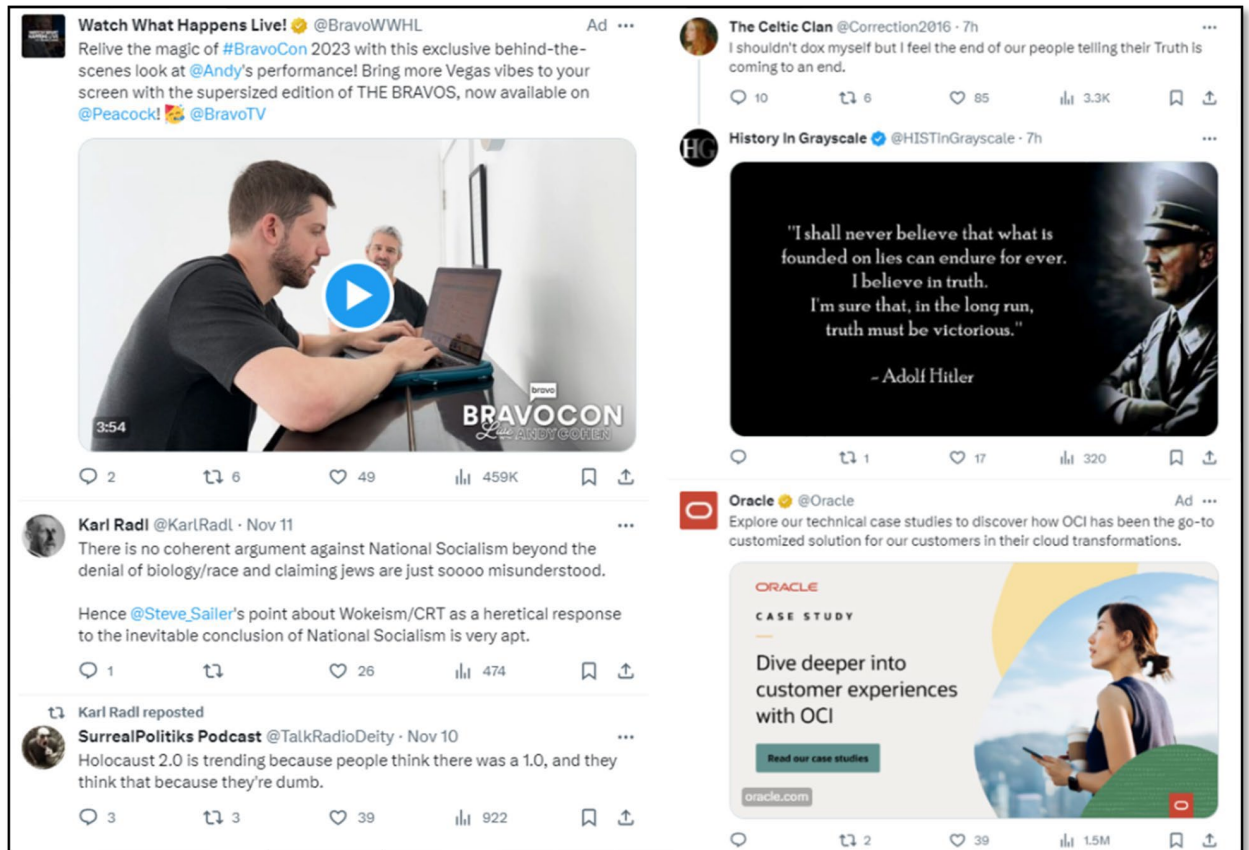 Watch What Happens Live! @BravoWWHL Ad
Relive the magic of #BravoCon 2023 with this exclusive behind-the-
scenes look at @Andy's performance! Bring more Vegas vibes to your
screen with the supersized edition of THE BRAVOS, now available on
@Peacock! 🥳 @BravoTV
3:54
bravo
BRAVOCON
Live
WITH ANDY COHEN
2 6 49 459K
Karl Radl @KarlRadl · Nov 11
There is no coherent argument against National Socialism beyond the
denial of biology/race and claiming jews are just soooo misunderstood.
Hence @Steve_Sailer's point about Wokeism/CRT as a heretical response
to the inevitable conclusion of National Socialism is very apt.
1 26 474
Karl Radl reposted
SurrealPolitiks Podcast @TalkRadioDeity · Nov 10
Holocaust 2.0 is trending because people think there was a 1.0, and they
think that because they're dumb.
3 3 39 922
The Celtic Clan @Correction2016 · 7h
I shouldn't dox myself but I feel the end of our people telling their Truth is
coming to an end.
10 6 85 3.3K
HG
History In Grayscale @HISTinGrayscale · 7h
"I shall never believe that what is
founded on lies can endure for ever.
I believe in truth.
I'm sure that, in the long run,
truth must be victorious."
- Adolf Hitler
1 17 320
Oracle @Oracle Ad
Explore our technical case studies to discover how OCI has been the go-to
customized solution for our customers in their cloud transformations.
ORACLE
CASE STUDY
Dive deeper into
customer experiences
with OCI
Read our case studies
oracle.com
2 39 1.5M